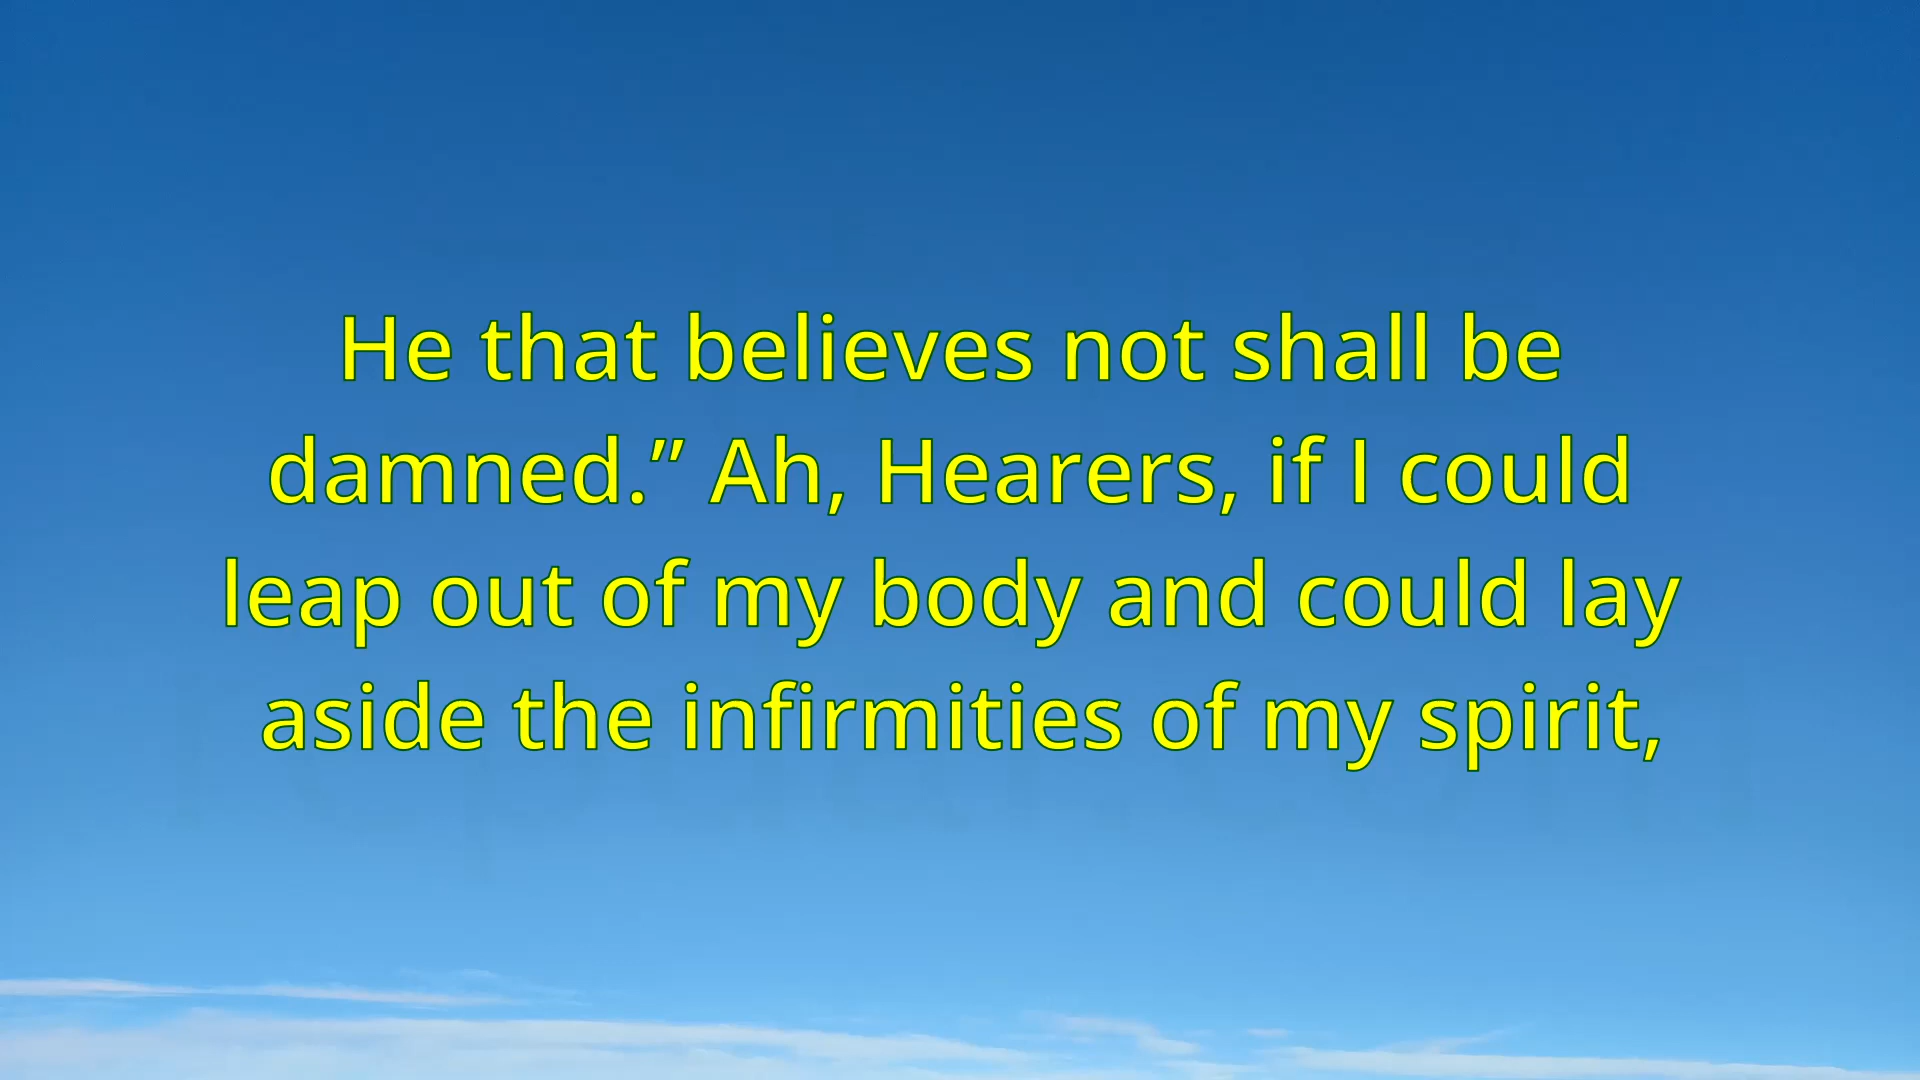 He that believes not shall be
damned.” Ah, Hearers, if I could
leap out of my body and could lay
aside the infirmities of my spirit,